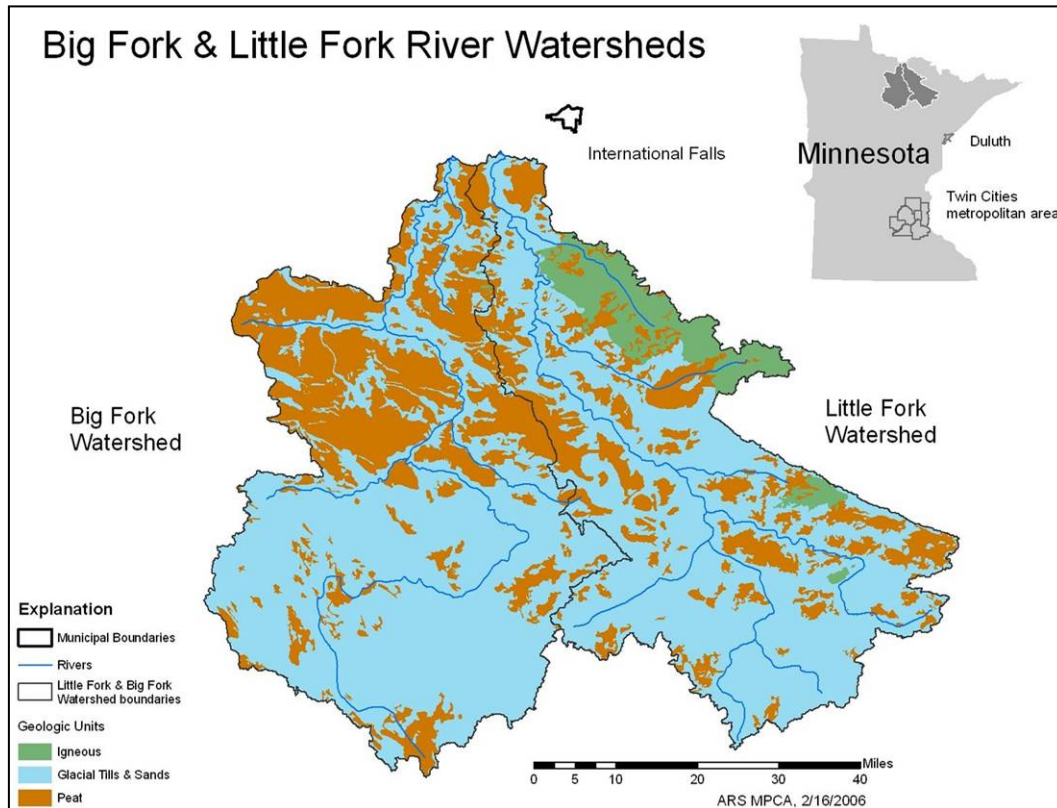 Big Fork & Little Fork River Watersheds
International Falls
Minnesota
Duluth
Twin Cities
metropolitan area
Big Fork
Watershed
Little Fork
Watershed
Explanation
Municipal Boundaries
Rivers
Little Fork & Big Fork
Watershed boundaries
Geologic Units
Igneous
Glacial Tills & Sands
Peat
Miles
0 5 10 20 30 40
ARS MPCA, 2/16/2006